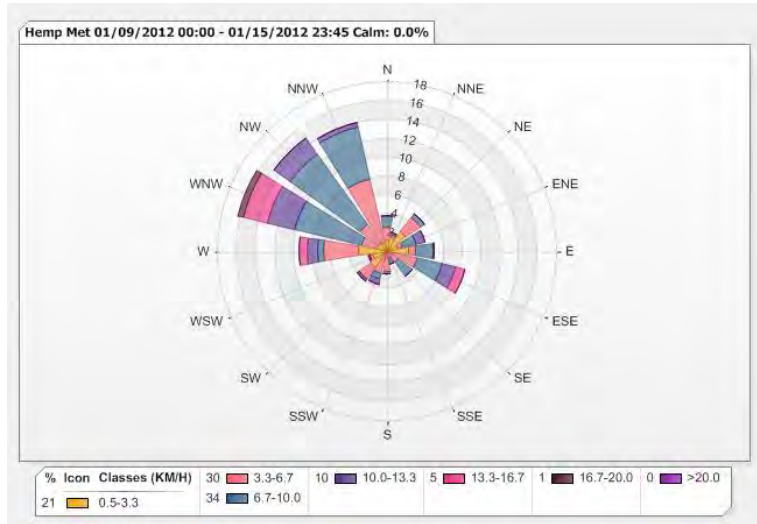 Hemp Met 01/09/2012 00:00 - 01/15/2012 23:45 Calm: 0.0%
N
NNW
18
NNE
16
NW
14
NE
12
10
8
WNW
6
ENE
4
2
W
E
WSW
ESE
SW
SE
SSW
SSE
S
% Icon Classes (KM/H)
21 0.5-3.3
30 3.3-6.7
34 6.7-10.0
10 10.0-13.3
5 13.3-16.7
1 16.7-20.0
0 >20.0